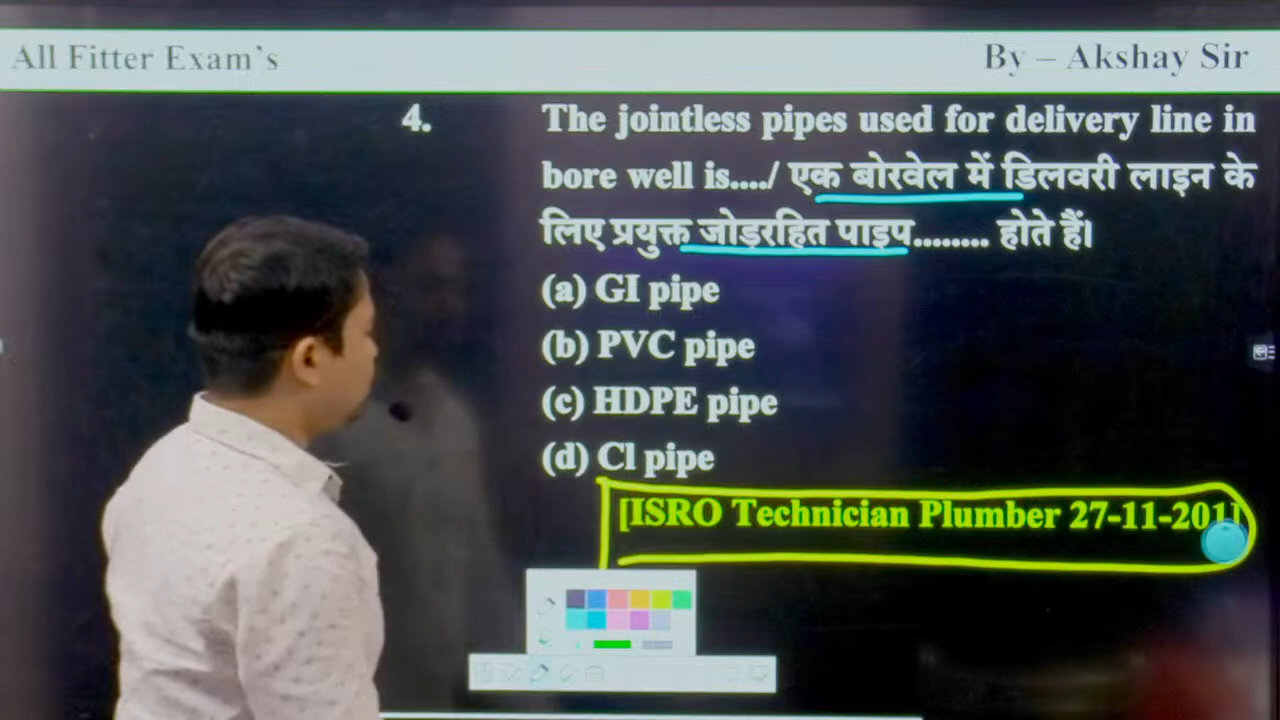 All Fitter Exam's
By – Akshay Sir
4. The jointless pipes used for delivery line in
bore well is..../ एक बोरवेल में डिलवरी लाइन के
लिए प्रयुक्त जोड़रहित पाइप........ होते हैं।
(a) GI pipe
(b) PVC pipe
(c) HDPE pipe
(d) Cl pipe
[ISRO Technician Plumber 27-11-201